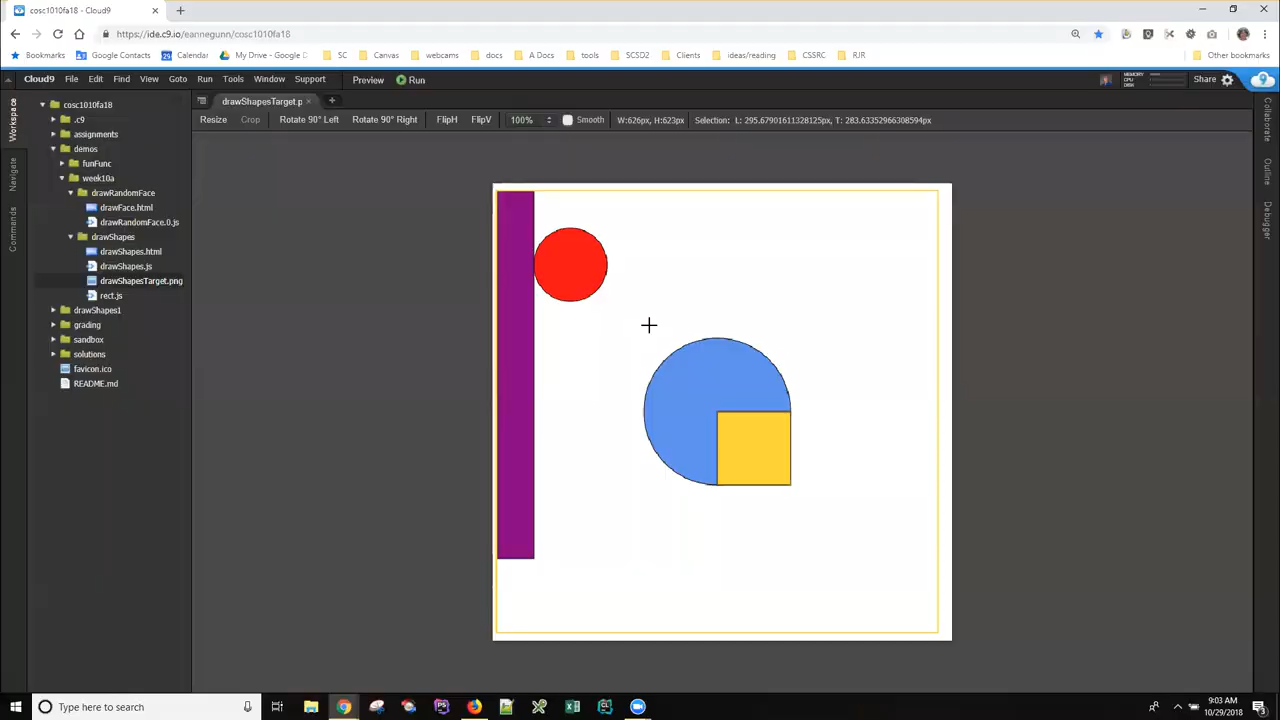 cosc1010fa18 - Cloud9
https://ide.c9.io/eannegunn/cosc1010fa18
Bookmarks Google Contacts Calendar My Drive - Google D SC Canvas webcams docs A Docs tools SCSD2 Clients ideas/reading CSSRC RJR Other bookmarks
Cloud9 File Edit Find View Goto Run Tools Window Support Preview Run MEMORY CPU DISK Share
Workspace
Navigate
Commands
cosc1010fa18
.c9
assignments
demos
funFunc
week10a
drawRandomFace
drawFace.html
drawRandomFace.0.js
drawShapes
drawShapes.html
drawShapes.js
drawShapesTarget.png
rect.js
drawShapes1
grading
sandbox
solutions
favicon.ico
README.md
drawShapesTarget.p
Resize Crop Rotate 90° Left Rotate 90° Right FlipH FlipV 100% Smooth W:626px, H:623px Selection: L: 295.67901611328125px, T: 283.63352966308594px
Collaborate
Outline
Debugger
Type here to search
9:03 AM
10/29/2018